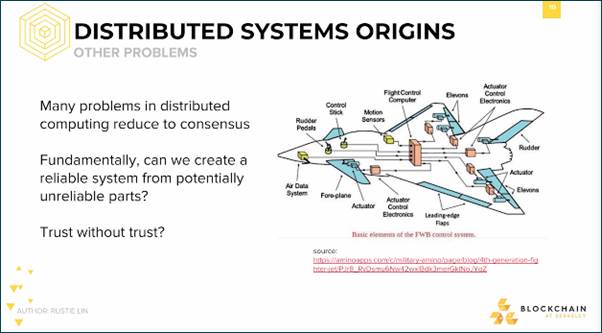 10
DISTRIBUTED SYSTEMS ORIGINS
OTHER PROBLEMS
Many problems in distributed
computing reduce to consensus
Fundamentally, can we create a
reliable system from potentially
unreliable parts?
Trust without trust?
Rudder
Pedals
Control
Stick
Motion
Sensors
Flight Control
Computer
Elevons
Actuator
Control
Electronics
Rudder
Actuator
Elevons
Air Data
System
Fore-plane
Actuator
Actuator
Control
Electronics
Leading-edge
Flaps
Basic elements of the FWB control system.
source:
https://aminoapps.com/c/military-amino/page/blog/4th-generation-fig
AUTHOR: RUSTIE LIN
BLOCKCHAIN
AT BERKELEY